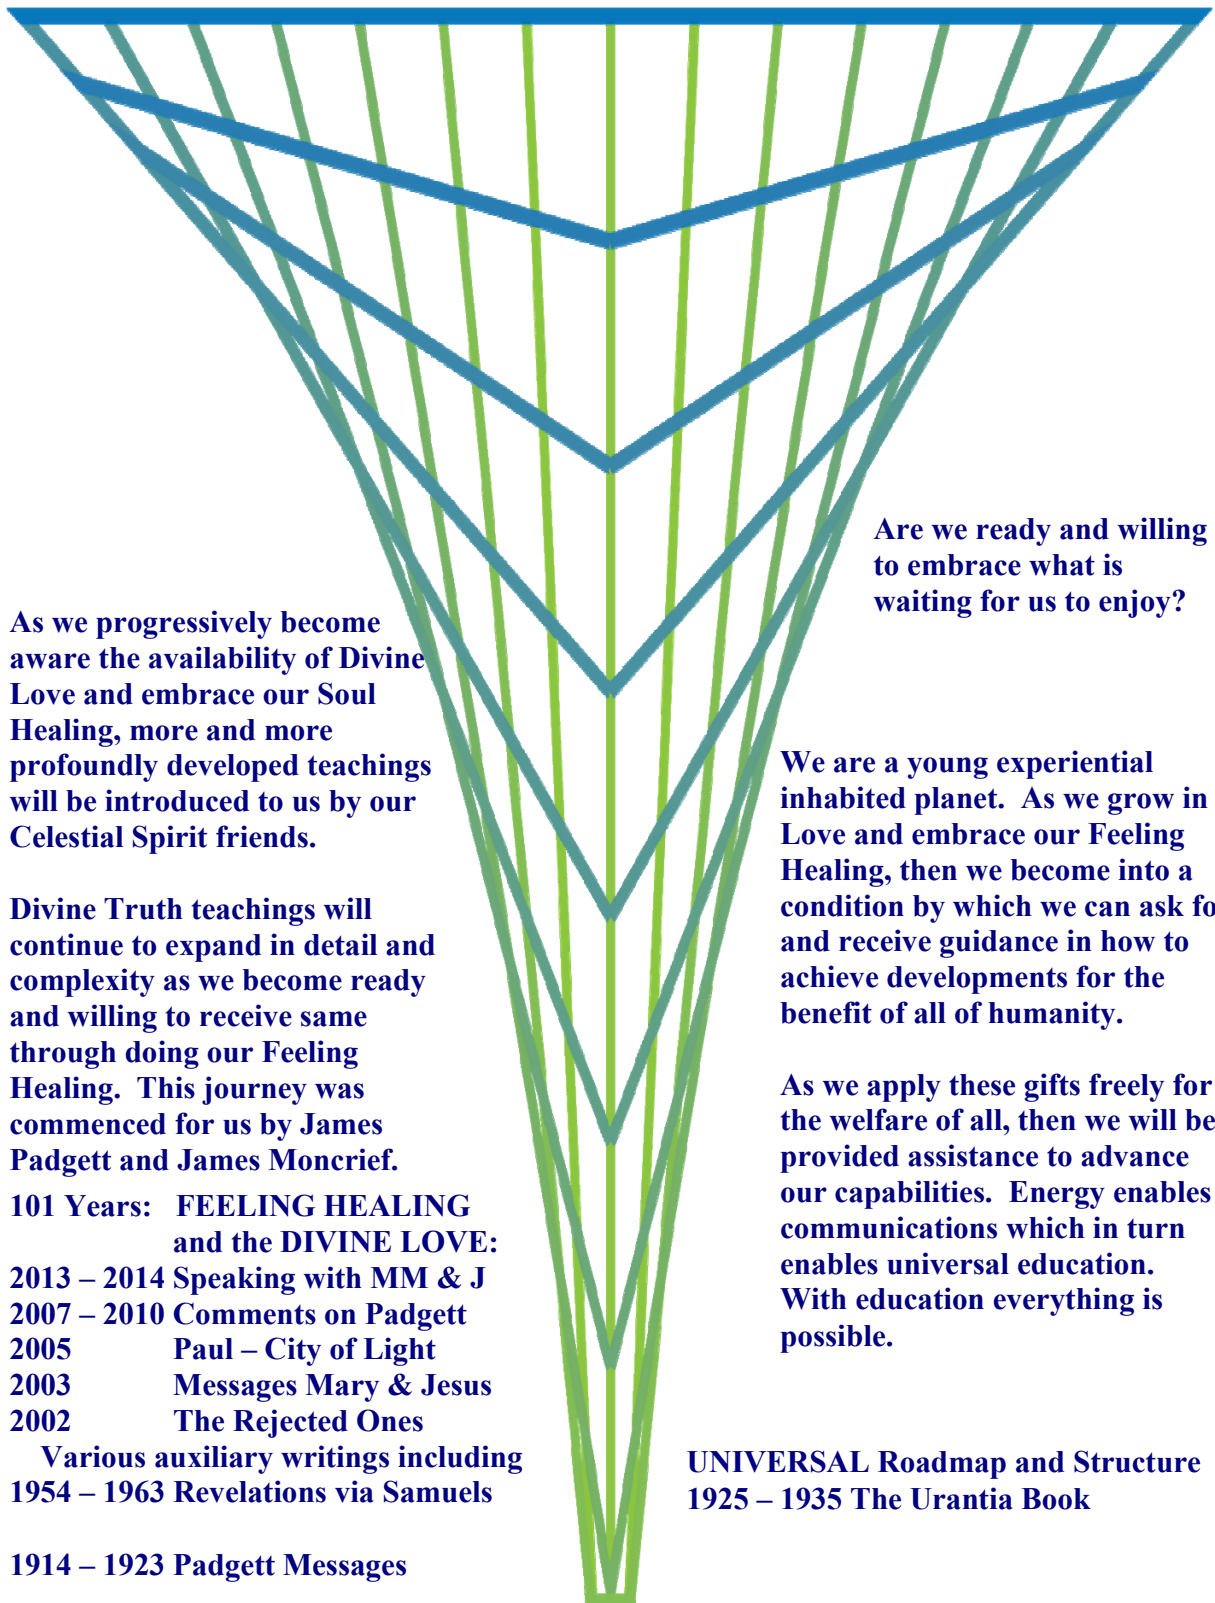 Are we ready and willing
to embrace what is
waiting for us to enjoy?
As we progressively become
aware the availability of Divine
Love and embrace our Soul
Healing, more and more
profoundly developed teachings
will be introduced to us by our
Celestial Spirit friends.
Divine Truth teachings will
continue to expand in detail and
complexity as we become ready
and willing to receive same
through doing our Feeling
Healing. This journey was
commenced for us by James
Padgett and James Moncrief.
101 Years: FEELING HEALING
and the DIVINE LOVE:
2013 – 2014 Speaking with MM & J
2007 – 2010 Comments on Padgett
2005 Paul – City of Light
2003 Messages Mary & Jesus
2002 The Rejected Ones
Various auxiliary writings including
1954 – 1963 Revelations via Samuels
1914 – 1923 Padgett Messages
We are a young experiential
inhabited planet. As we grow in
Love and embrace our Feeling
Healing, then we become into a
condition by which we can ask fo
and receive guidance in how to
achieve developments for the
benefit of all of humanity.
As we apply these gifts freely for
the welfare of all, then we will be
provided assistance to advance
our capabilities. Energy enables
communications which in turn
enables universal education.
With education everything is
possible.
UNIVERSAL Roadmap and Structure
1925 – 1935 The Urantia Book